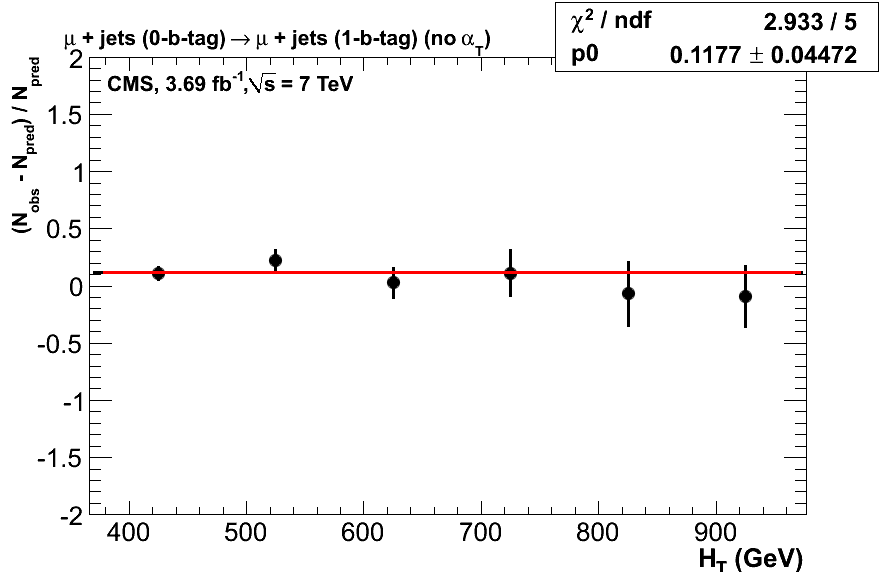 μ + jets (0-b-tag) → μ + jets (1-b-tag) (no α_T)
χ² / ndf 2.933 / 5
p0 0.1177 ± 0.04472
CMS, 3.69 fb⁻¹,√s = 7 TeV
(N_obs - N_pred) / N_pred
2
1.5
1
0.5
0
-0.5
-1
-1.5
-2
400 500 600 700 800 900
H_T (GeV)